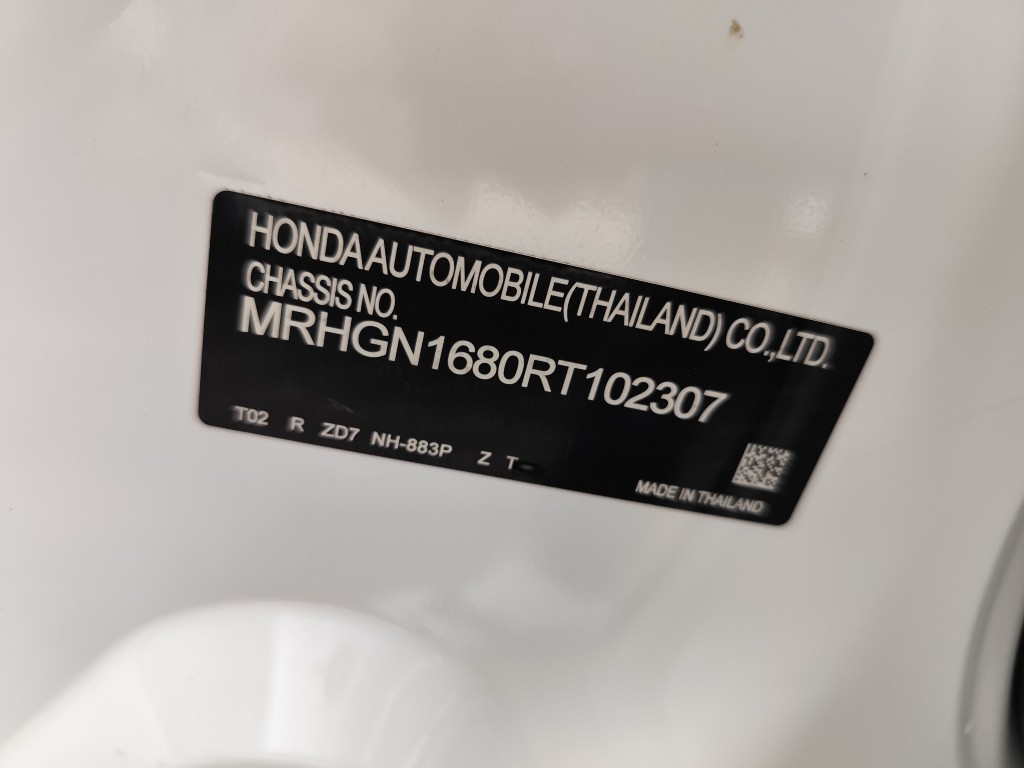 HONDA AUTOMOBILE(THAILAND) CO.,LTD.
CHASSIS NO.
MRHGN1680RT102307
T02 R ZD7 NH-883P Z T
MADE IN THAILAND